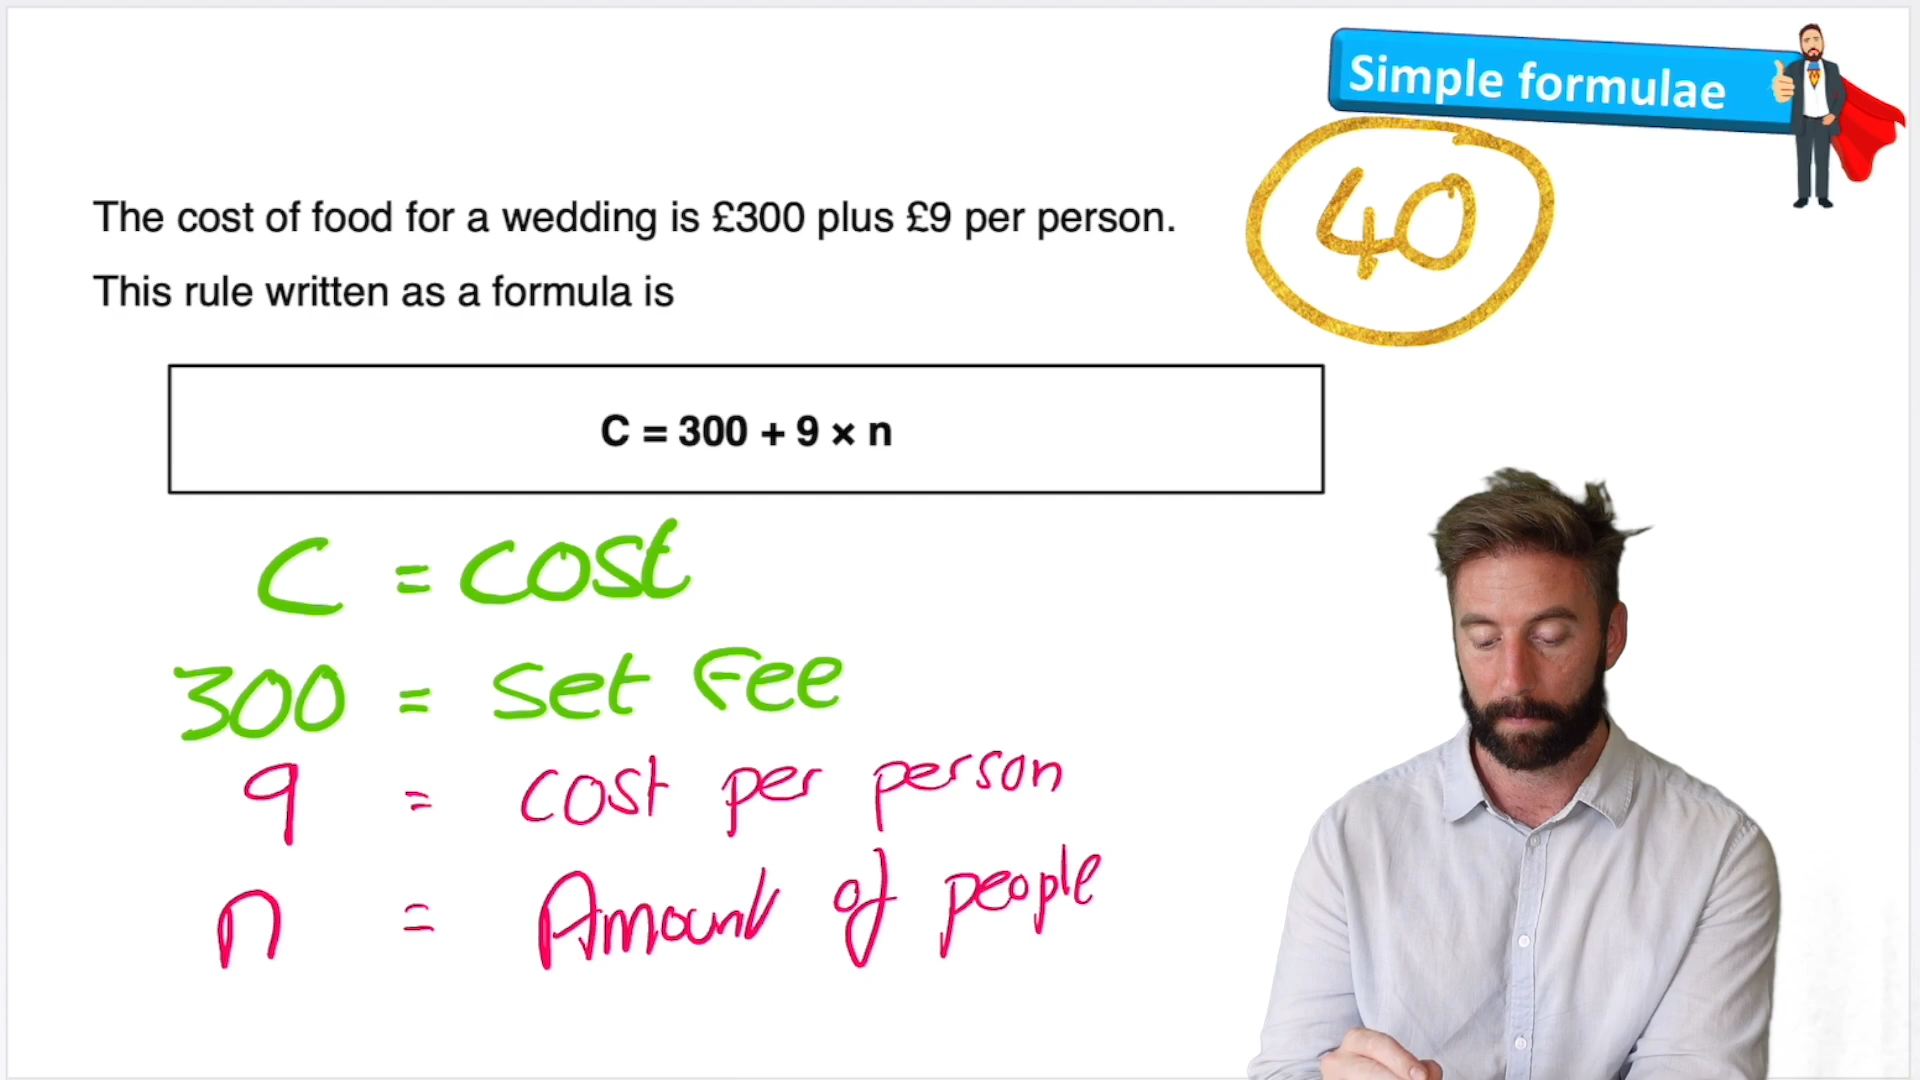 Simple formulae
40
The cost of food for a wedding is £300 plus £9 per person.
This rule written as a formula is
C = 300 + 9 × n
C = cost
300 = Set Fee
9 = cost per person
n = Amount of people